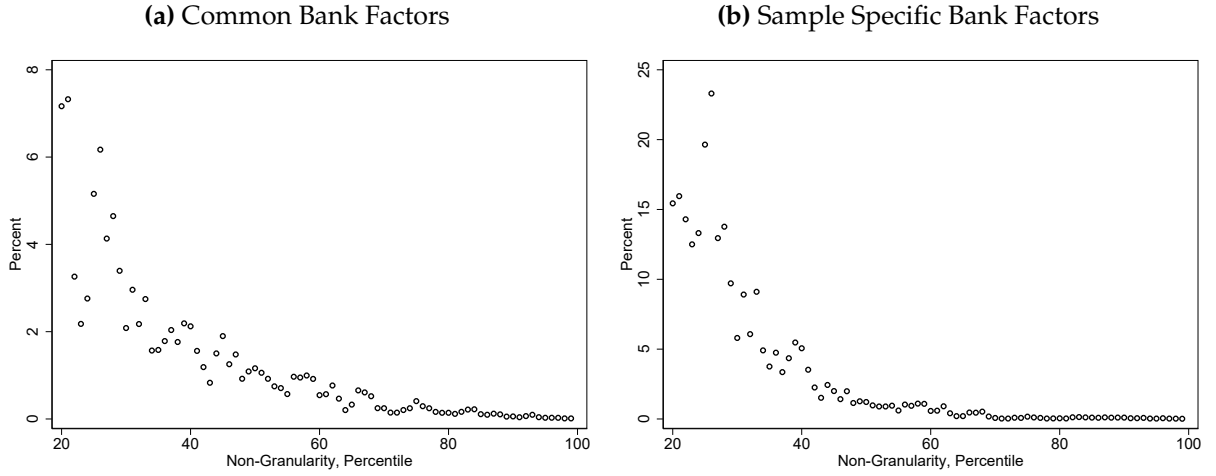 (a) Common Bank Factors
8
6
4
2
0
Percent
20 40 60 80 100
Non-Granularity, Percentile
(b) Sample Specific Bank Factors
25
20
15
10
5
0
Percent
20 40 60 80 100
Non-Granularity, Percentile